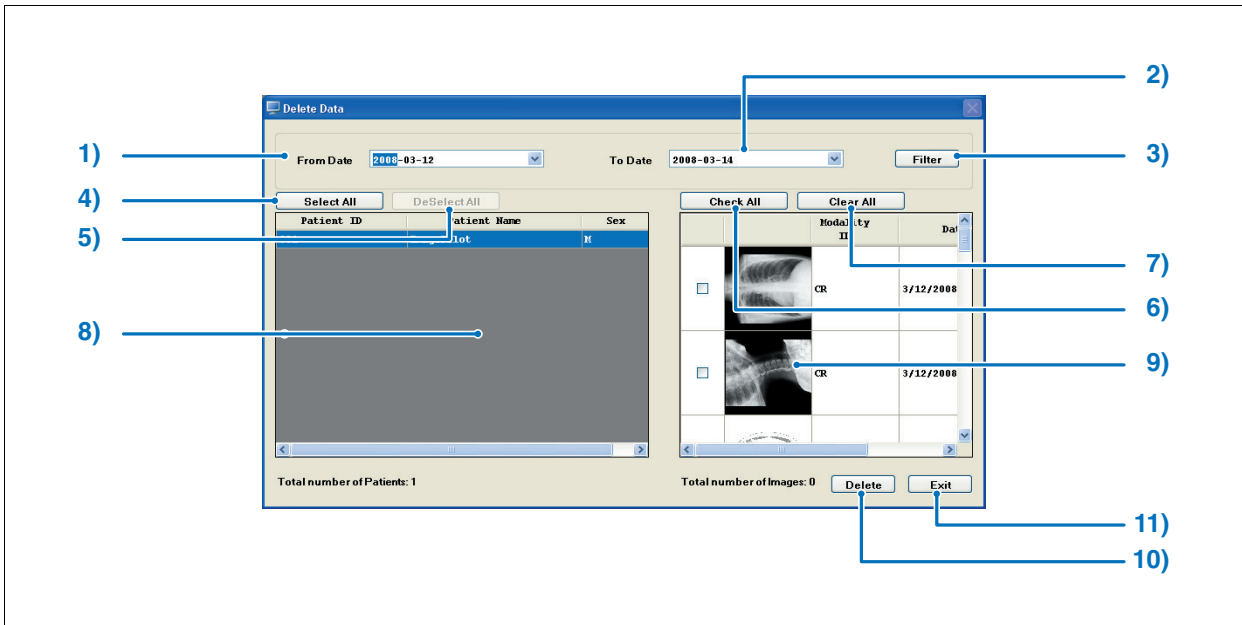 2)
Delete Data
1)
From Date 2008-03-12 To Date 2008-03-14 Filter
3)
4)
Select All DeSelect All Check All Clear All
5)
Patient ID Patient Name Sex
M
Modality
Dat
7)
CR 3/12/2008
6)
8)
CR 3/12/2008
9)
Total number of Patients: 1 Total number of Images: 0 Delete Exit
11)
10)